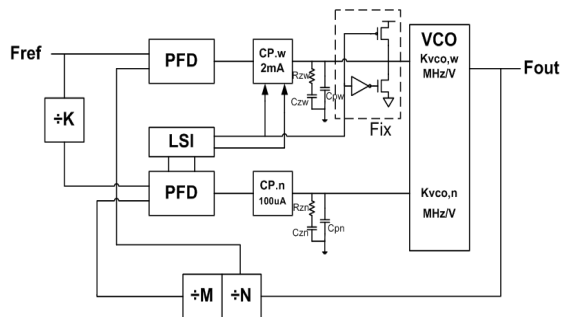 Fref
PFD
CP.w
2mA
Rzw
Czw
Cpw
Fix
VCO
Kvco,w
MHz/V
Fout
÷K
LSI
PFD
CP.n
100uA
Rzn
Czn
Cpn
Kvco,n
MHz/V
÷M
÷N